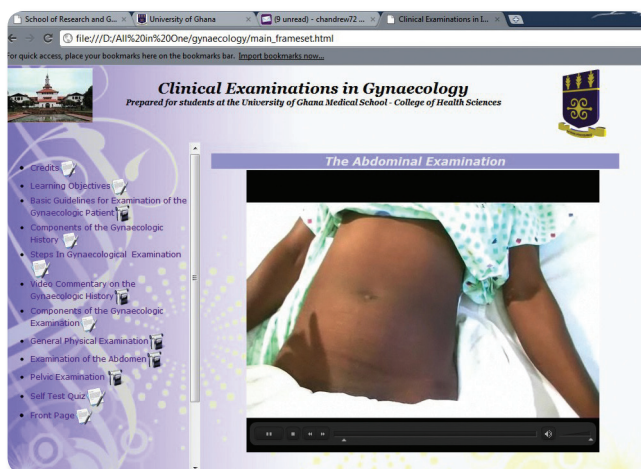 School of Research and G...
University of Ghana
(9 unread) - chandrew72 ...
Clinical Examinations in I...
file:///D:/All%20in%20One/gynaecology/main_frameset.html
For quick access, place your bookmarks here on the bookmarks bar. Import bookmarks now...
Clinical Examinations in Gynaecology
Prepared for students at the University of Ghana Medical School - College of Health Sciences
The Abdominal Examination
Credits
Learning Objectives
Basic Guidelines for Examination of the
Gynaecologic Patient
Components of the Gynaecologic
History
Steps In Gynaecological Examination
Video Commentary on the
Gynaecologic History
Components of the Gynaecologic
Examination
General Physical Examination
Examination of the Abdomen
Pelvic Examination
Self Test Quiz
Front Page